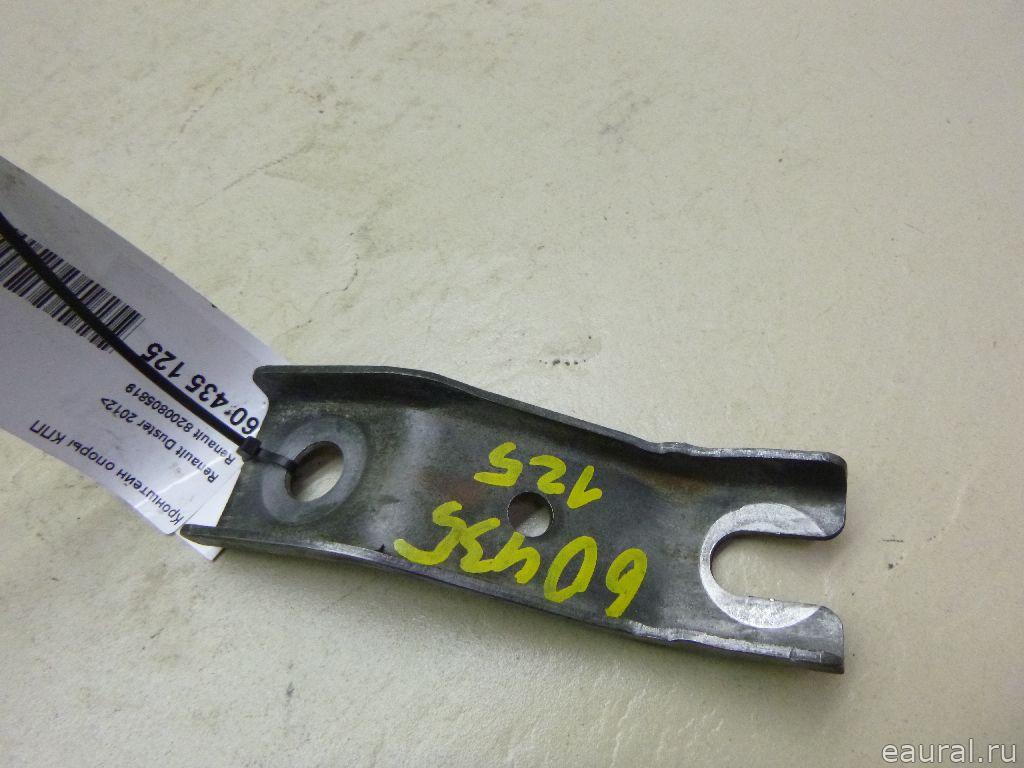 60 435 125
Renault 8200805819
Renault Duster 2012>
Кронштейн опоры КПП
60435
125
eaural.ru